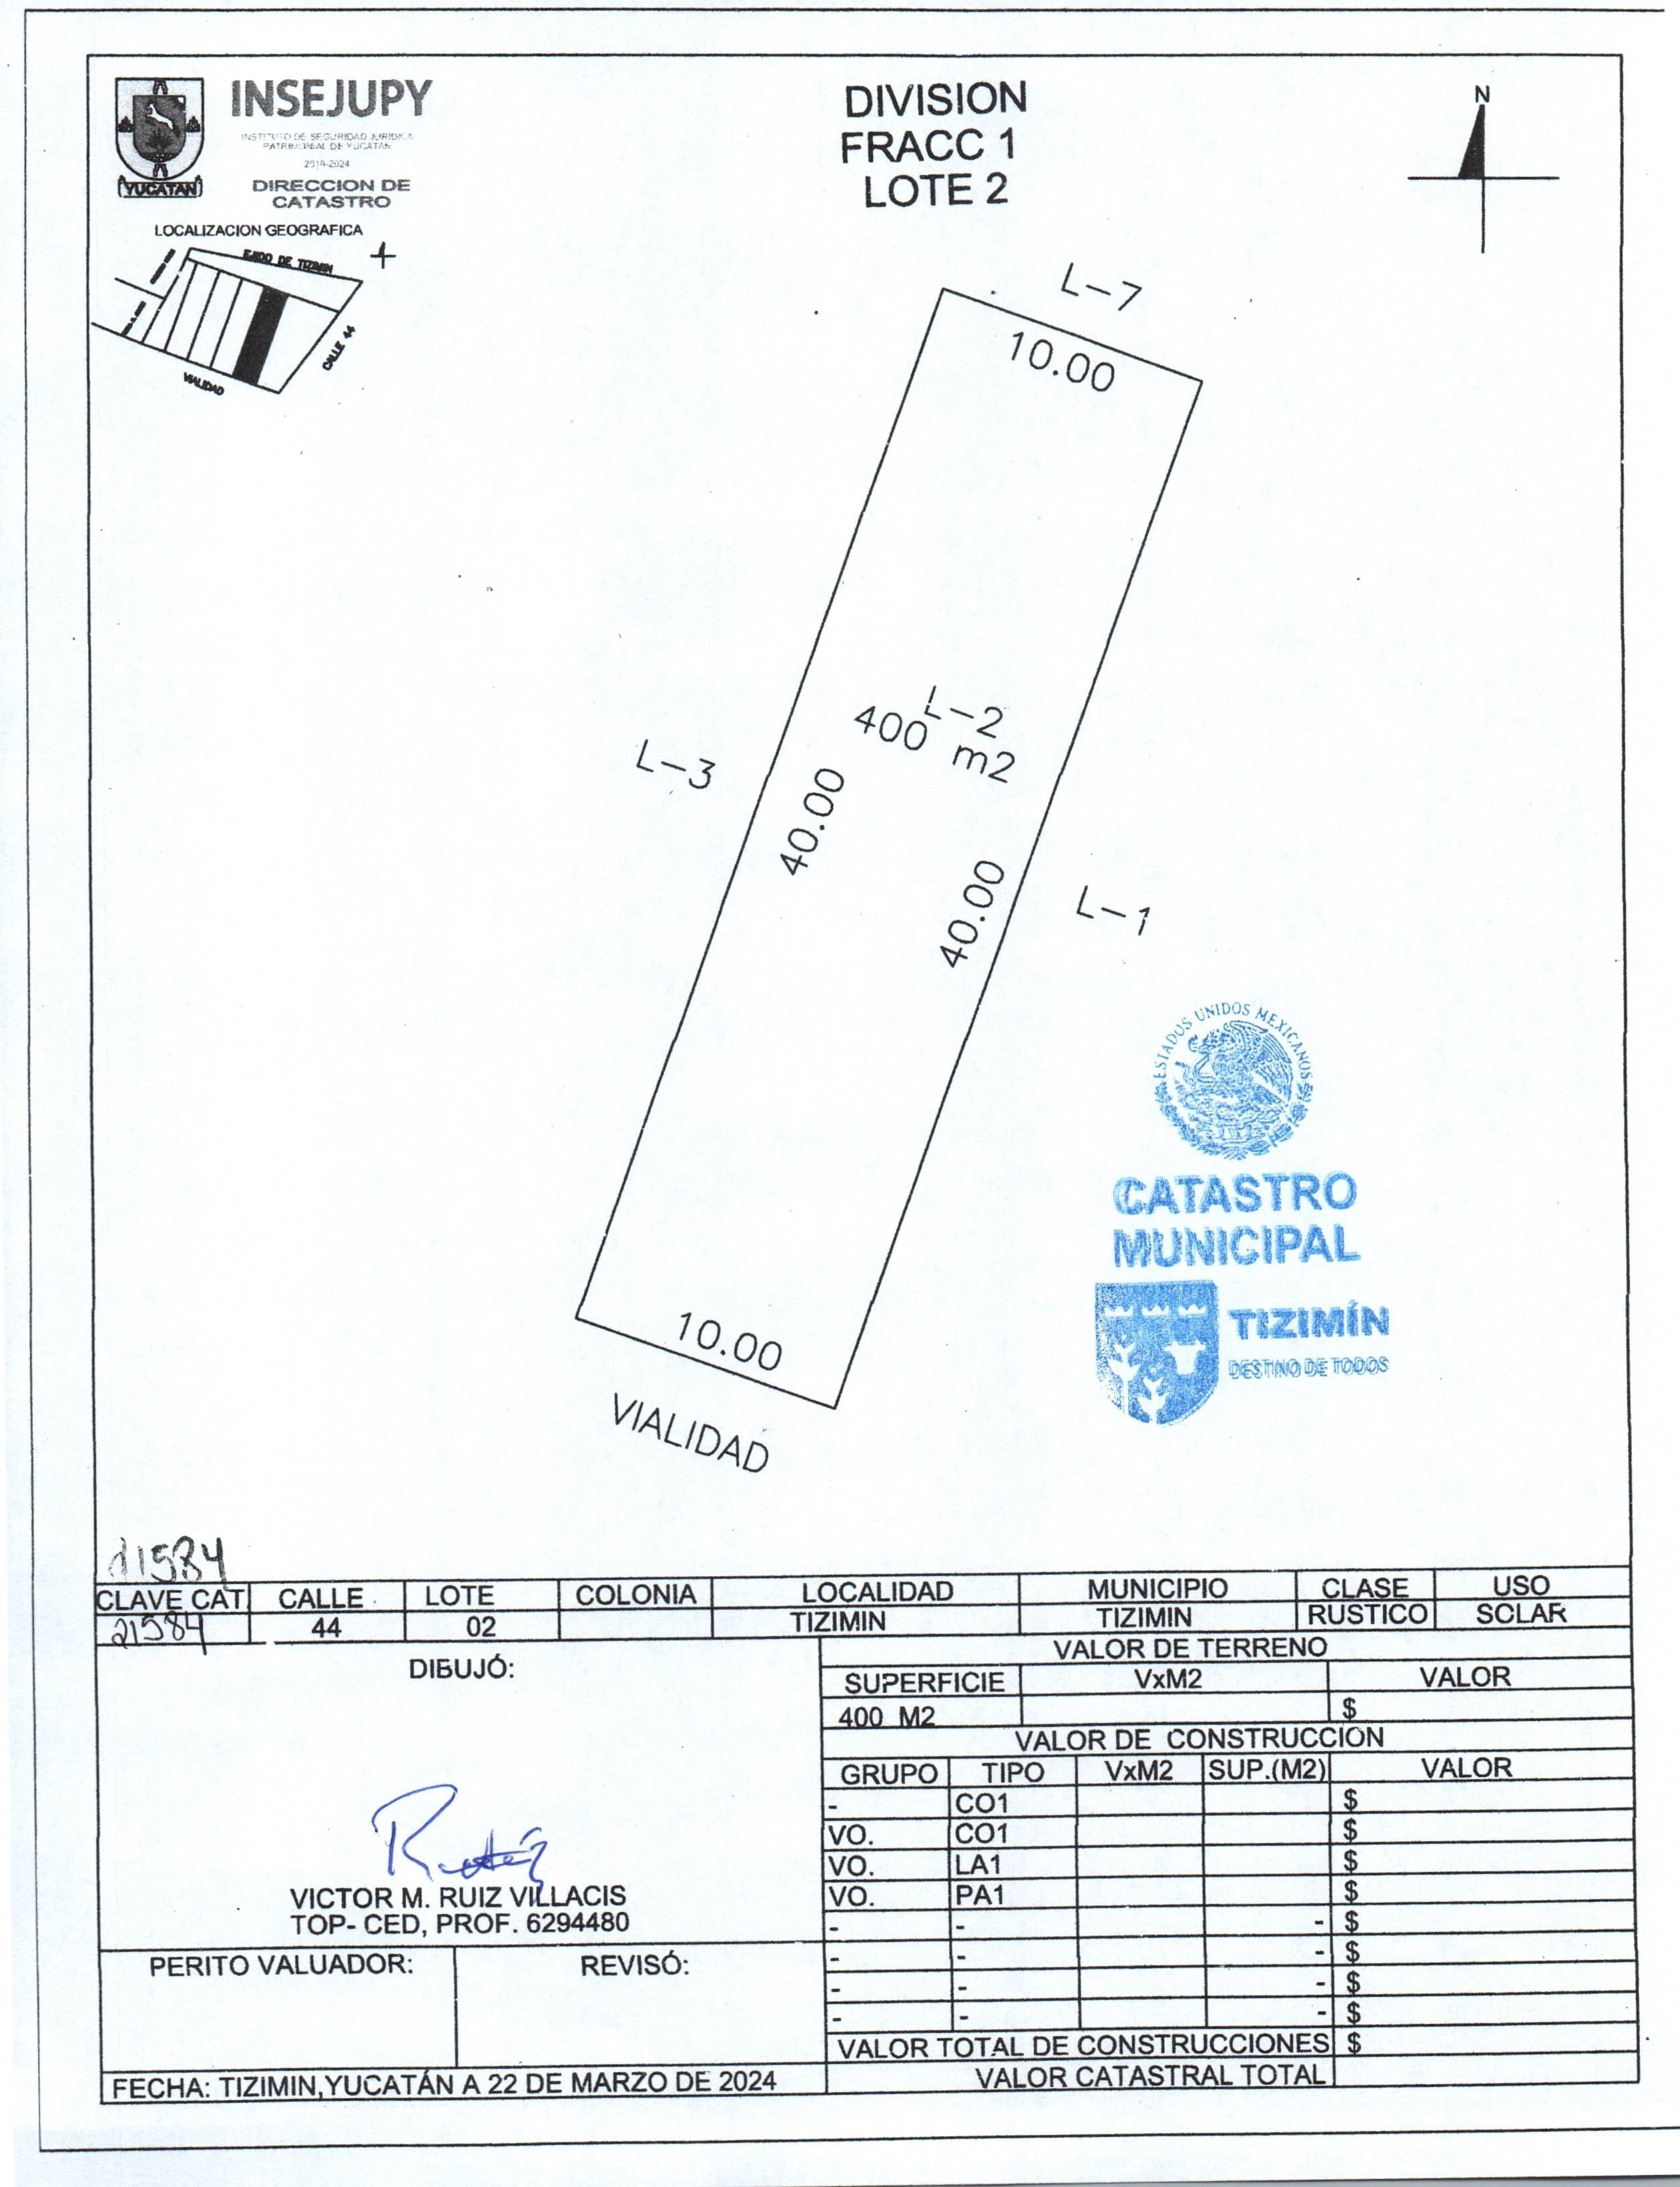 INSEJUPY
INSTITUTO DE SEGURIDAD JURIDICA
PATRIMONIAL DE YUCATAN
2018-2024
DIRECCION DE
CATASTRO
YUCATAN
LOCALIZACION GEOGRAFICA
EJIDO DE TIZIMIN
CALLE 44
VIALIDAD
DIVISION
FRACC 1
LOTE 2
N
L-7
10.00
L-2
400 m2
L-3
40.00
40.00
L-1
10.00
VIALIDAD
ESTADOS UNIDOS MEXICANOS
CATASTRO
MUNICIPAL
TIZIMÍN
DESTINO DE TODOS
21584
CLAVE CAT CALLE LOTE COLONIA LOCALIDAD MUNICIPIO CLASE USO
21584 44 02 TIZIMIN TIZIMIN RUSTICO SOLAR
DIBUJÓ:
VICTOR M. RUIZ VILLACIS
TOP- CED, PROF. 6294480
PERITO VALUADOR: REVISÓ:
FECHA: TIZIMIN,YUCATÁN A 22 DE MARZO DE 2024
VALOR DE TERRENO
SUPERFICIE VxM2 VALOR
400 M2 $
VALOR DE CONSTRUCCION
GRUPO TIPO VxM2 SUP.(M2) VALOR
- CO1 $
VO. CO1 $
VO. LA1 $
VO. PA1 $
- - - $
- - - $
- - - $
- - - $
VALOR TOTAL DE CONSTRUCCIONES $
VALOR CATASTRAL TOTAL